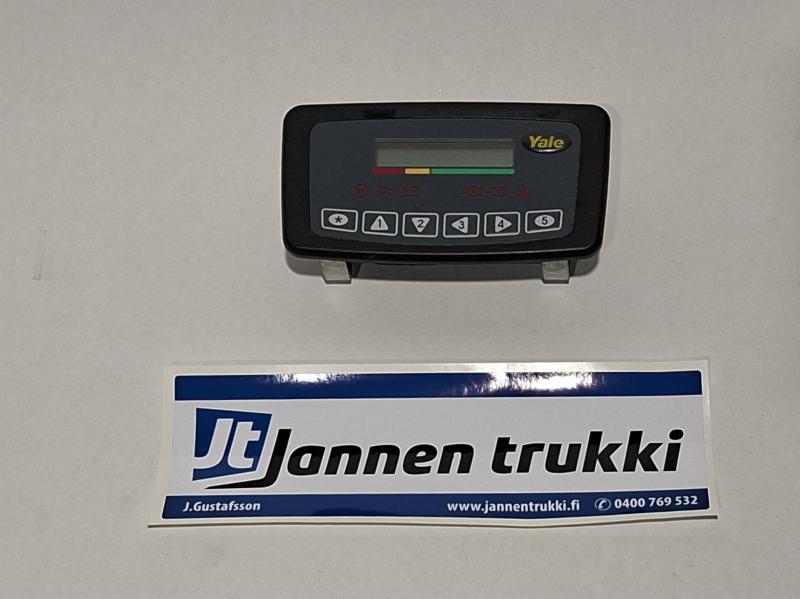 Yale
* 1 2 3 4 5
Jt Jannen trukki
J.Gustafsson www.jannentrukki.fi ✆ 0400 769 532